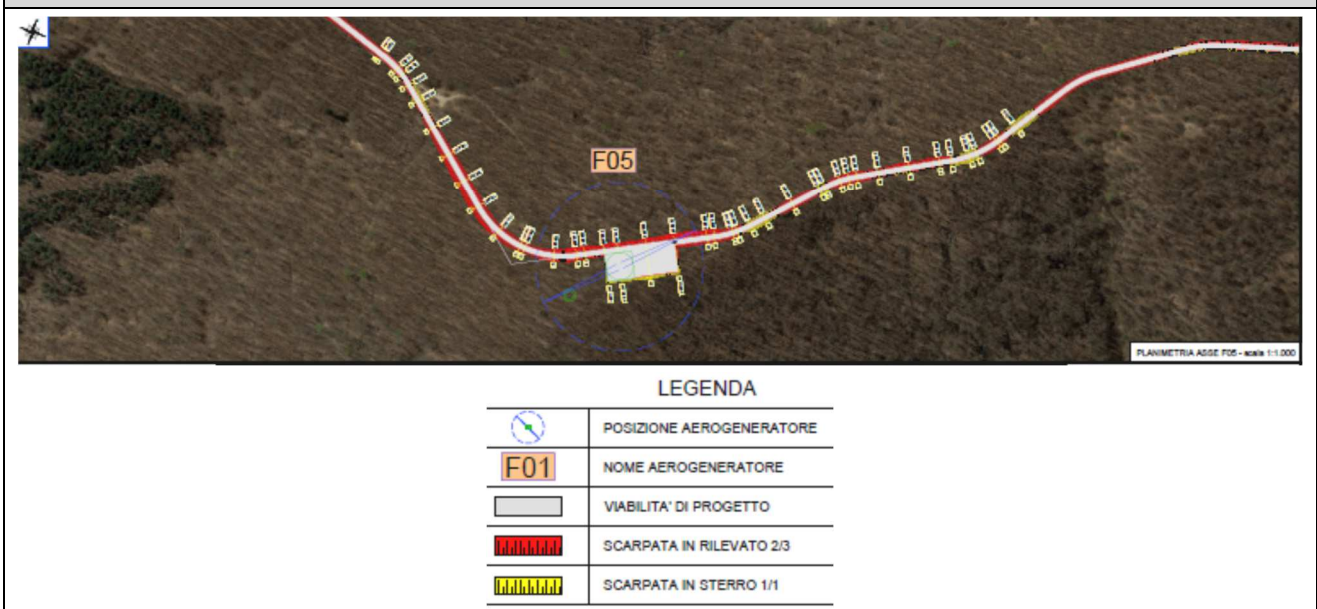 F05
PLANIMETRIA ASSE F05 - scala 1:1.000
LEGENDA
POSIZIONE AEROGENERATORE
F01
NOME AEROGENERATORE
VIABILITA' DI PROGETTO
SCARPATA IN RILEVATO 2/3
SCARPATA IN STERRO 1/1